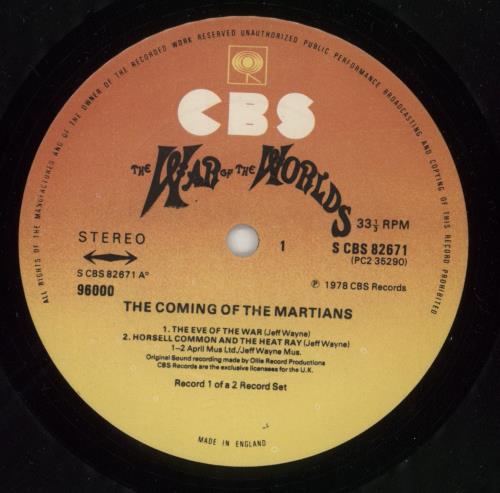 ALL RIGHTS OF THE MANUFACTURER AND OF THE OWNER OF THE RECORDED WORK RESERVED UNAUTHORIZED PUBLIC PERFORMANCE BROADCASTING AND COPYING OF THIS RECORD PROHIBITED
CBS
THE WAR OF THE WORLDS
33⅓ RPM
STEREO
1
S CBS 82671
(PC2 35290)
S CBS 82671 A°
96000
℗ 1978 CBS Records
THE COMING OF THE MARTIANS
1. THE EVE OF THE WAR (Jeff Wayne)
2. HORSELL COMMON AND THE HEAT RAY (Jeff Wayne)
1–2 April Mus Ltd./Jeff Wayne Mus.
Original Sound recording made by Ollie Record Productions
CBS Records are the exclusive licensees for the U.K.
Record 1 of a 2 Record Set
MADE IN ENGLAND